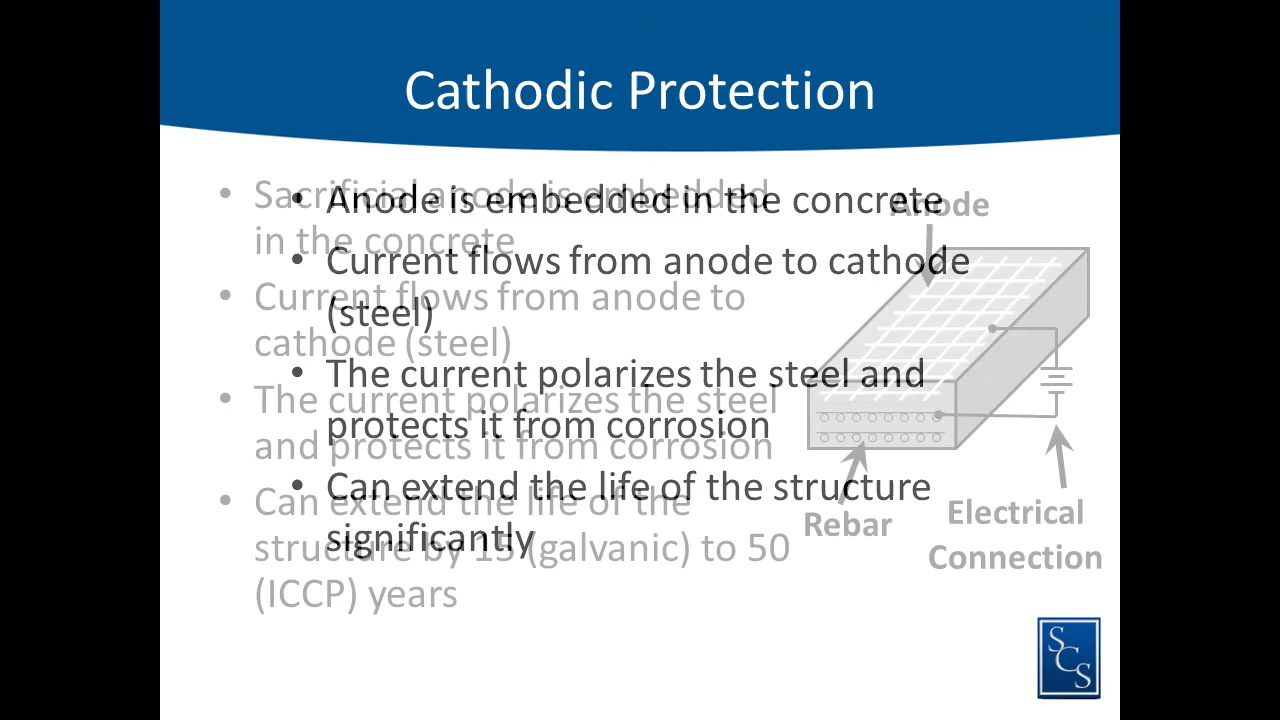 Cathodic Protection
• Anode is embedded in the concrete
• Current flows from anode to cathode
(steel)
• The current polarizes the steel and
protects it from corrosion
• Can extend the life of the structure
significantly
• Sacrificial anode is embedded
in the concrete
• Current flows from anode to
cathode (steel)
• The current polarizes the steel
and protects it from corrosion
• Can extend the life of the
structure by 15 (galvanic) to 50
(ICCP) years
Anode
Rebar
Electrical
Connection
SCS